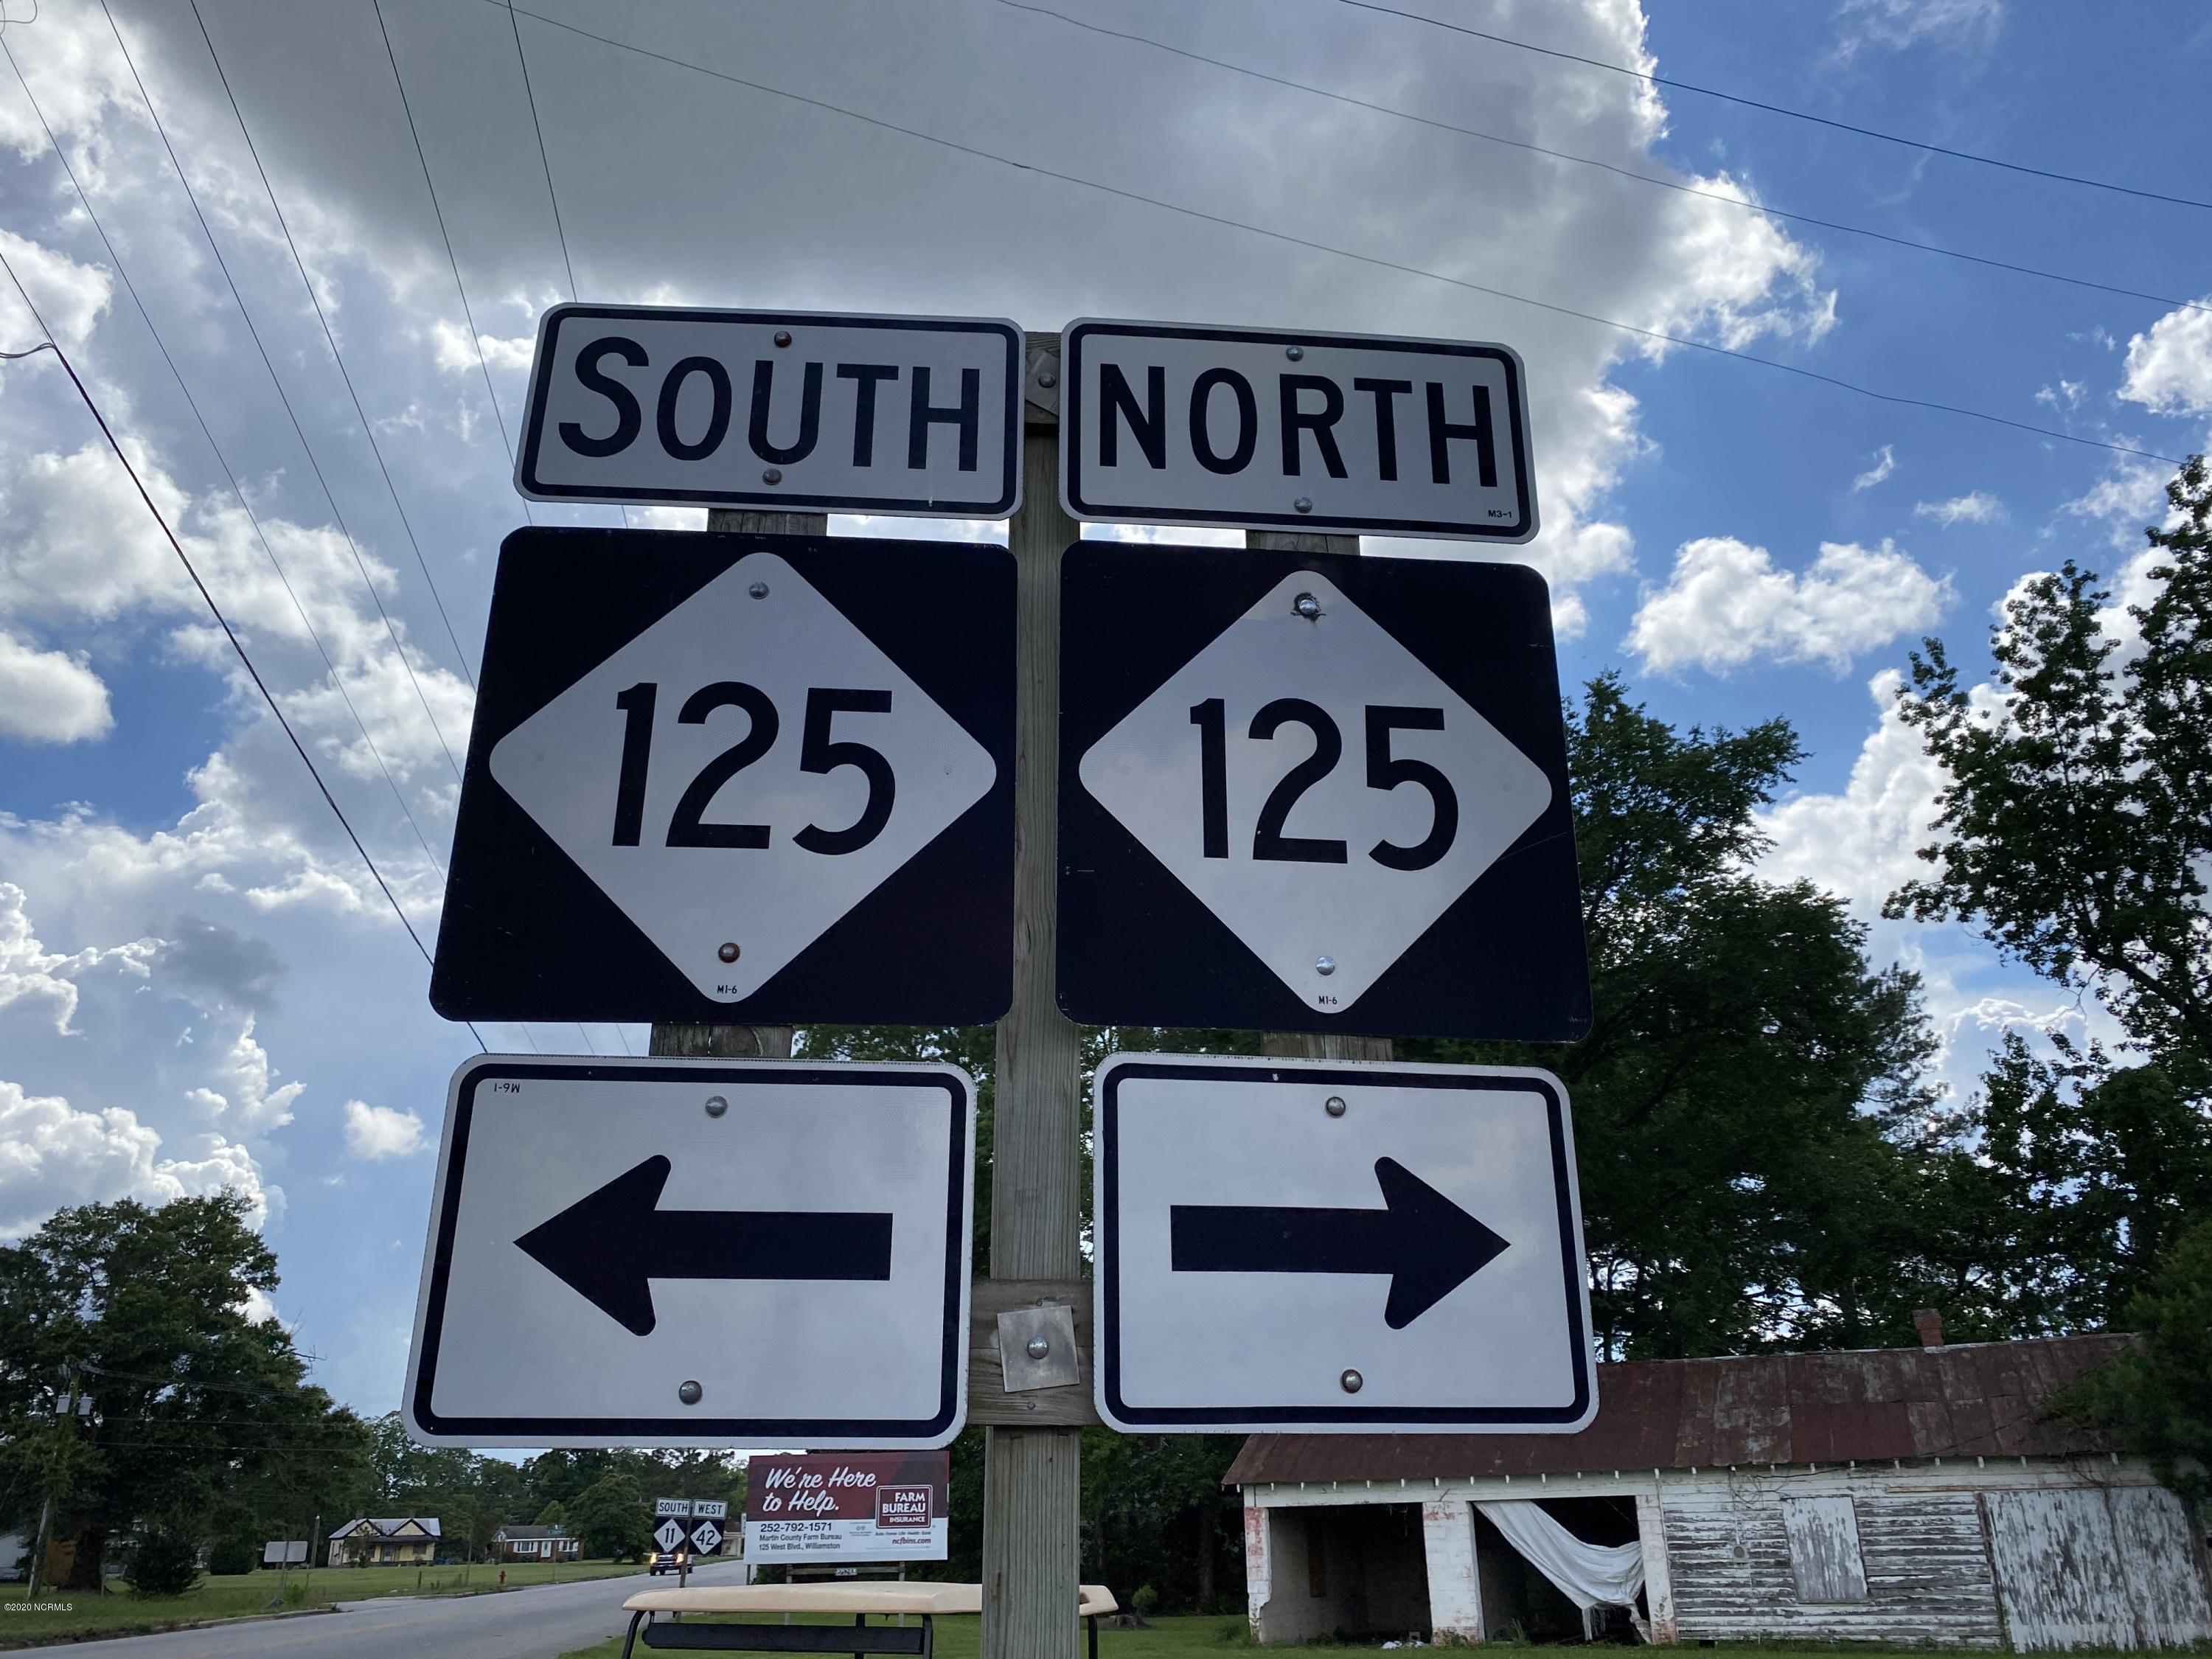 SOUTH
NORTH
M3-1
125
M1-6
125
M1-6
M6-1
We're Here
to Help.
FARM
BUREAU
INSURANCE
252-792-1571
Martin County Farm Bureau
125 West Blvd., Williamston
ncfbins.com
SOUTH
WEST
11
42
©2020 NCRMLS